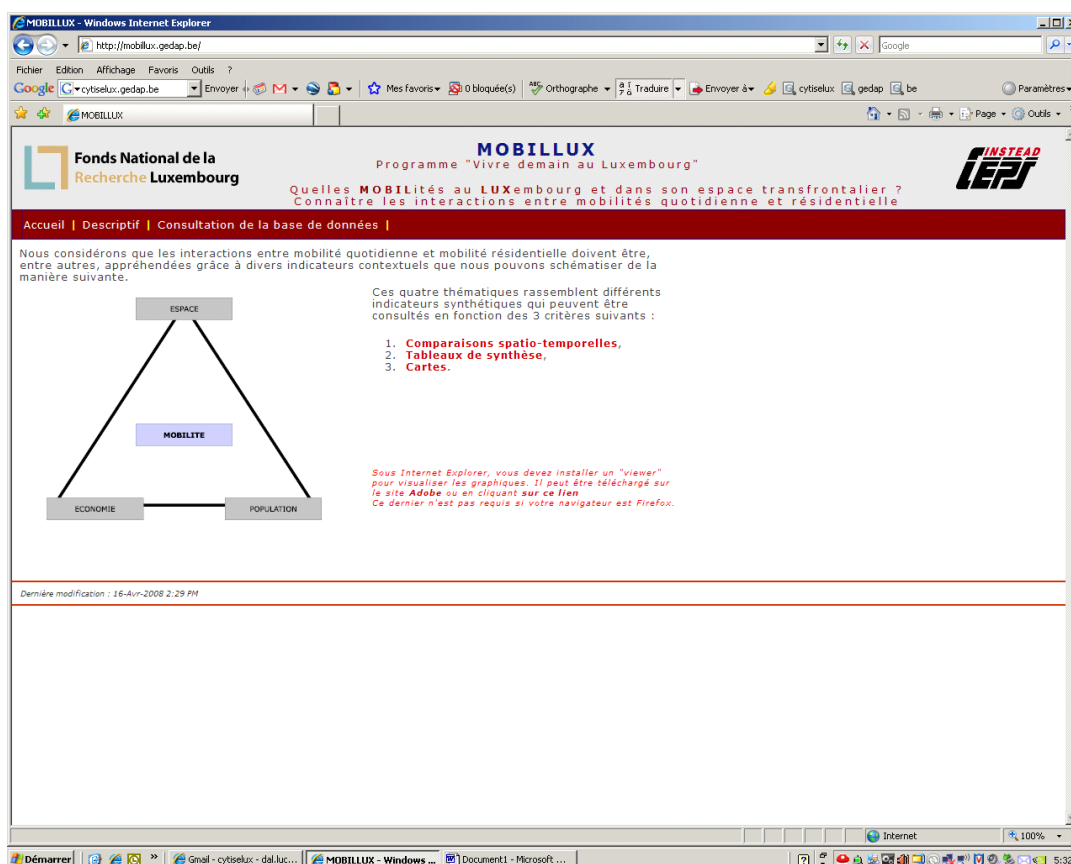 MOBILLUX - Windows Internet Explorer
http://mobillux.gedap.be/
Google
Fichier Edition Affichage Favoris Outils ?
Google cytiselux.gedap.be Envoyer Mes favoris 0 bloquée(s) Orthographe Traduire Envoyer à cytiselux gedap be Paramètres
MOBILLUX Page Outils
Fonds National de la
Recherche Luxembourg
MOBILLUX
Programme "Vivre demain au Luxembourg"
Quelles MOBILités au LUXembourg et dans son espace transfrontalier ?
Connaître les interactions entre mobilités quotidienne et résidentielle
INSTEAD
CEPS
Accueil | Descriptif | Consultation de la base de données |
Nous considérons que les interactions entre mobilité quotidienne et mobilité résidentielle doivent être,
entre autres, appréhendées grâce à divers indicateurs contextuels que nous pouvons schématiser de la
manière suivante.
ESPACE
MOBILITE
ECONOMIE
POPULATION
Ces quatre thématiques rassemblent différents
indicateurs synthétiques qui peuvent être
consultés en fonction des 3 critères suivants :
1. Comparaisons spatio-temporelles,
2. Tableaux de synthèse,
3. Cartes.
Sous Internet Explorer, vous devez installer un "viewer"
pour visualiser les graphiques. Il peut être téléchargé sur
le site Adobe ou en cliquant sur ce lien
Ce dernier n'est pas requis si votre navigateur est Firefox.
Dernière modification : 16-Avr-2008 2:29 PM
Internet 100%
Démarrer Gmail - cytiselux - dal.luc... MOBILLUX - Windows ... Document1 - Microsoft ... 5:32